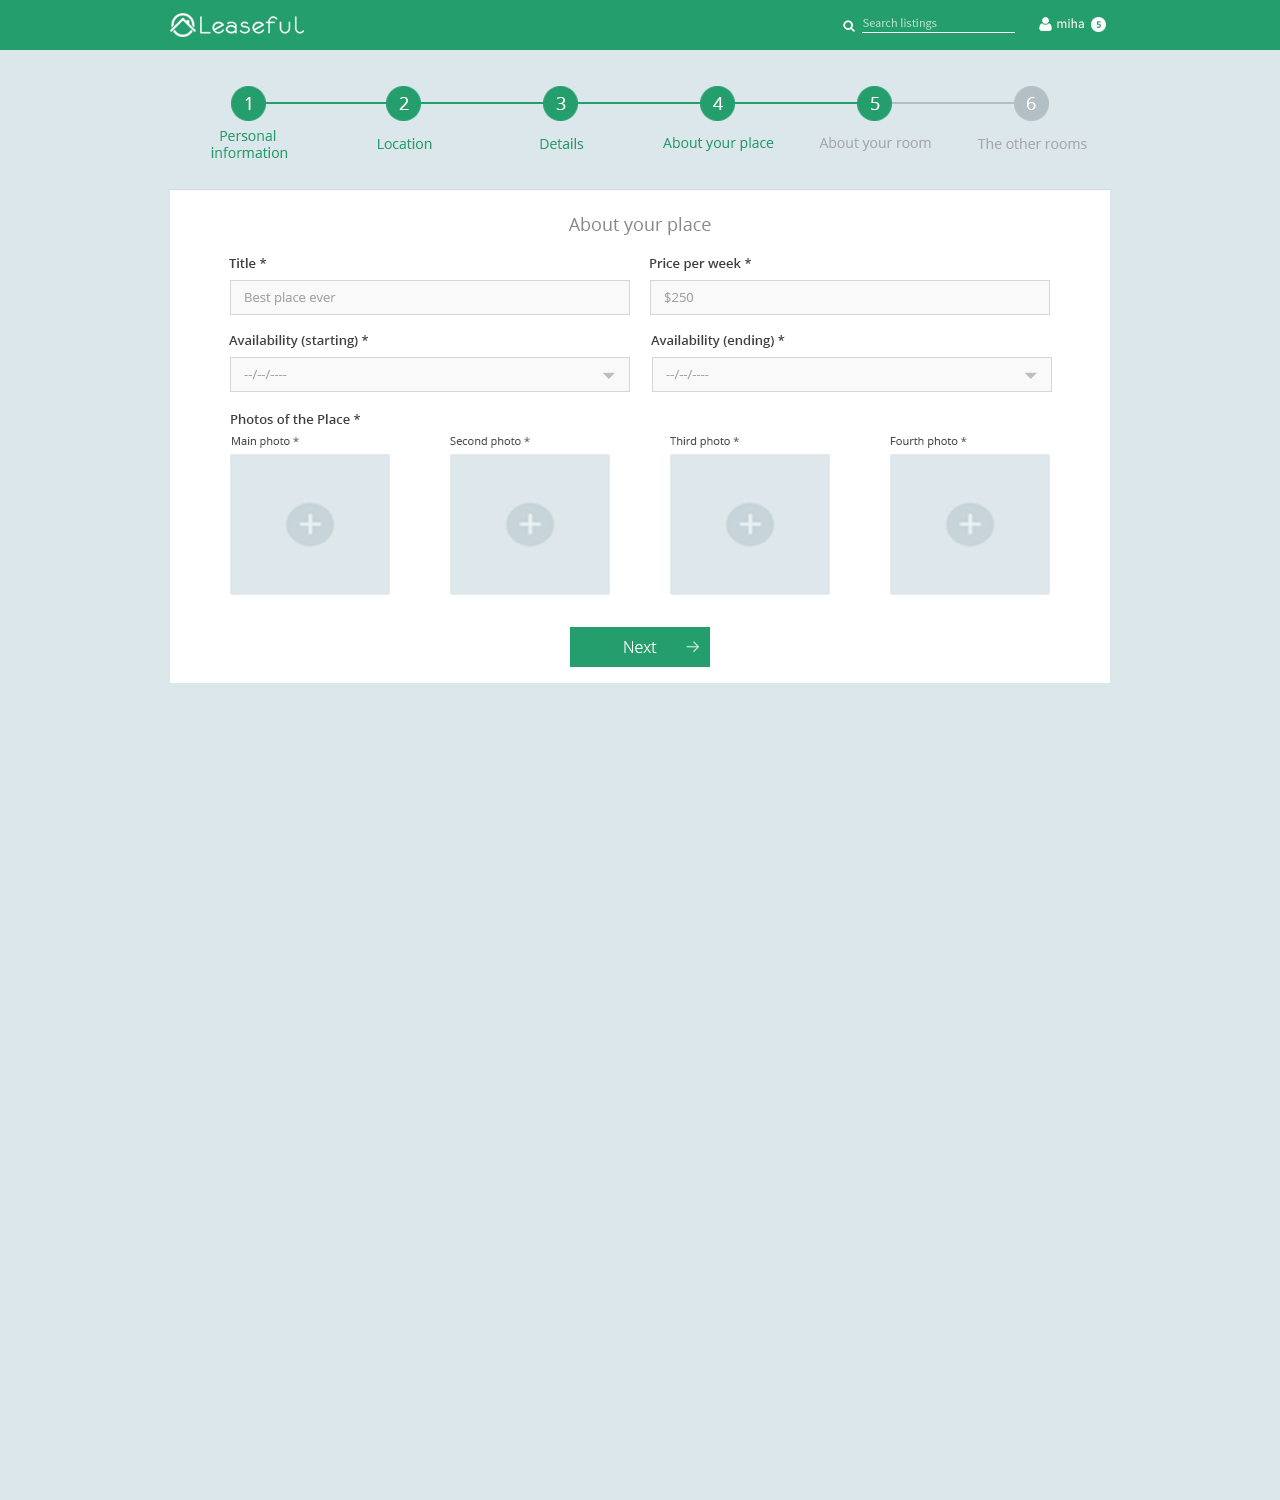 Leaseful
Search listings
miha 5
1 2 3 4 5 6
Personal
information
Location
Details
About your place
About your room
The other rooms
About your place
Title *
Price per week *
Best place ever
$250
Availability (starting) *
Availability (ending) *
--/--/----
--/--/----
Photos of the Place *
Main photo *
Second photo *
Third photo *
Fourth photo *
Next